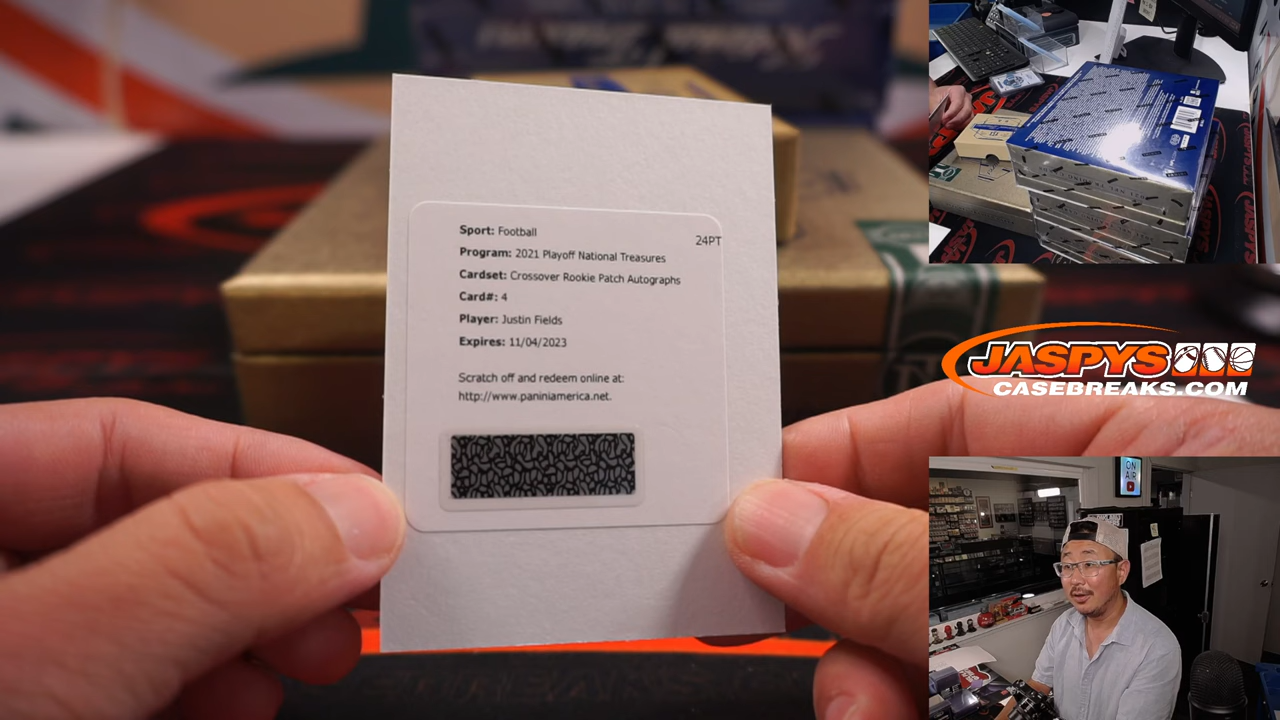 Sport: Football
24PT
Program: 2021 Playoff National Treasures
Cardset: Crossover Rookie Patch Autographs
Card#: 4
Player: Justin Fields
Expires: 11/04/2023
Scratch off and redeem online at:
http://www.paniniamerica.net.
JASPYS
CASEBREAKS.COM
ON
AIR